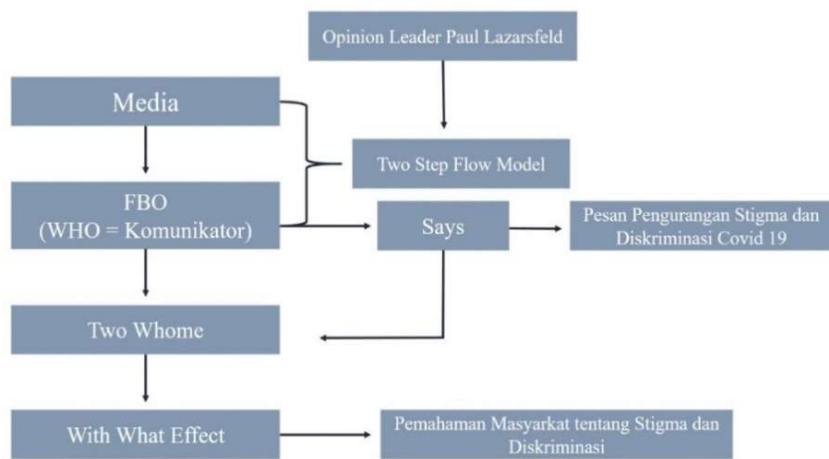 Opinion Leader Paul Lazarsfeld
Media
Two Step Flow Model
FBO
(WHO = Komunikator)
Says
Pesan Pengurangan Stigma dan
Diskriminasi Covid 19
Two Whome
With What Effect
Pemahaman Masyarkat tentang Stigma dan
Diskriminasi